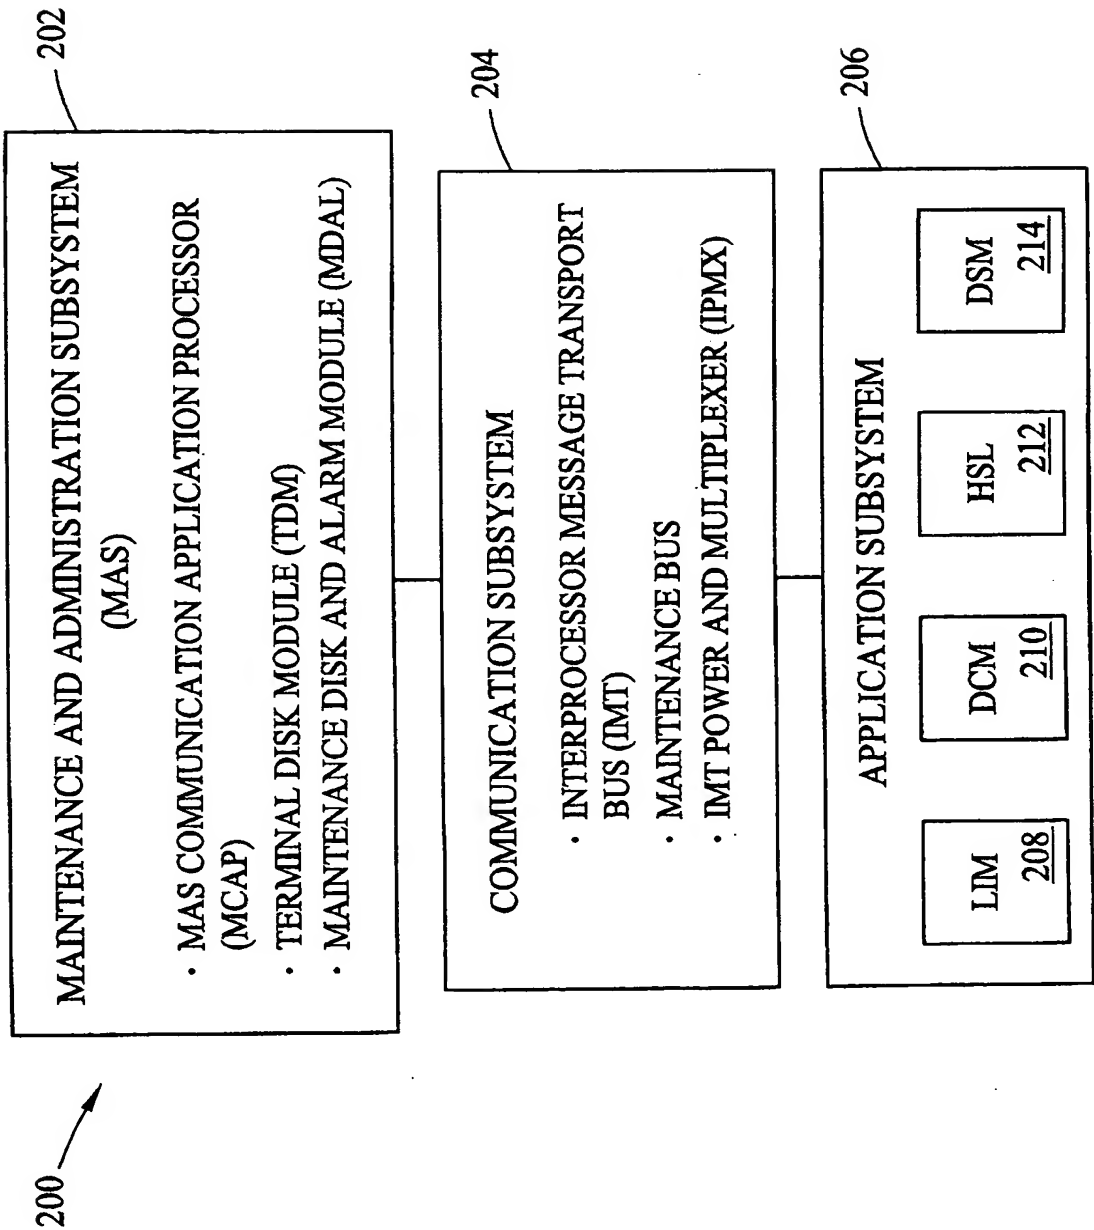 200
202
MAINTENANCE AND ADMINISTRATION SUBSYSTEM
(MAS)
· MAS COMMUNICATION APPLICATION PROCESSOR
(MCAP)
· TERMINAL DISK MODULE (TDM)
· MAINTENANCE DISK AND ALARM MODULE (MDAL)
204
COMMUNICATION SUBSYSTEM
· INTERPROCESSOR MESSAGE TRANSPORT
BUS (IMT)
· MAINTENANCE BUS
· IMT POWER AND MULTIPLEXER (IPMX)
206
APPLICATION SUBSYSTEM
LIM
208
DCM
210
HSL
212
DSM
214